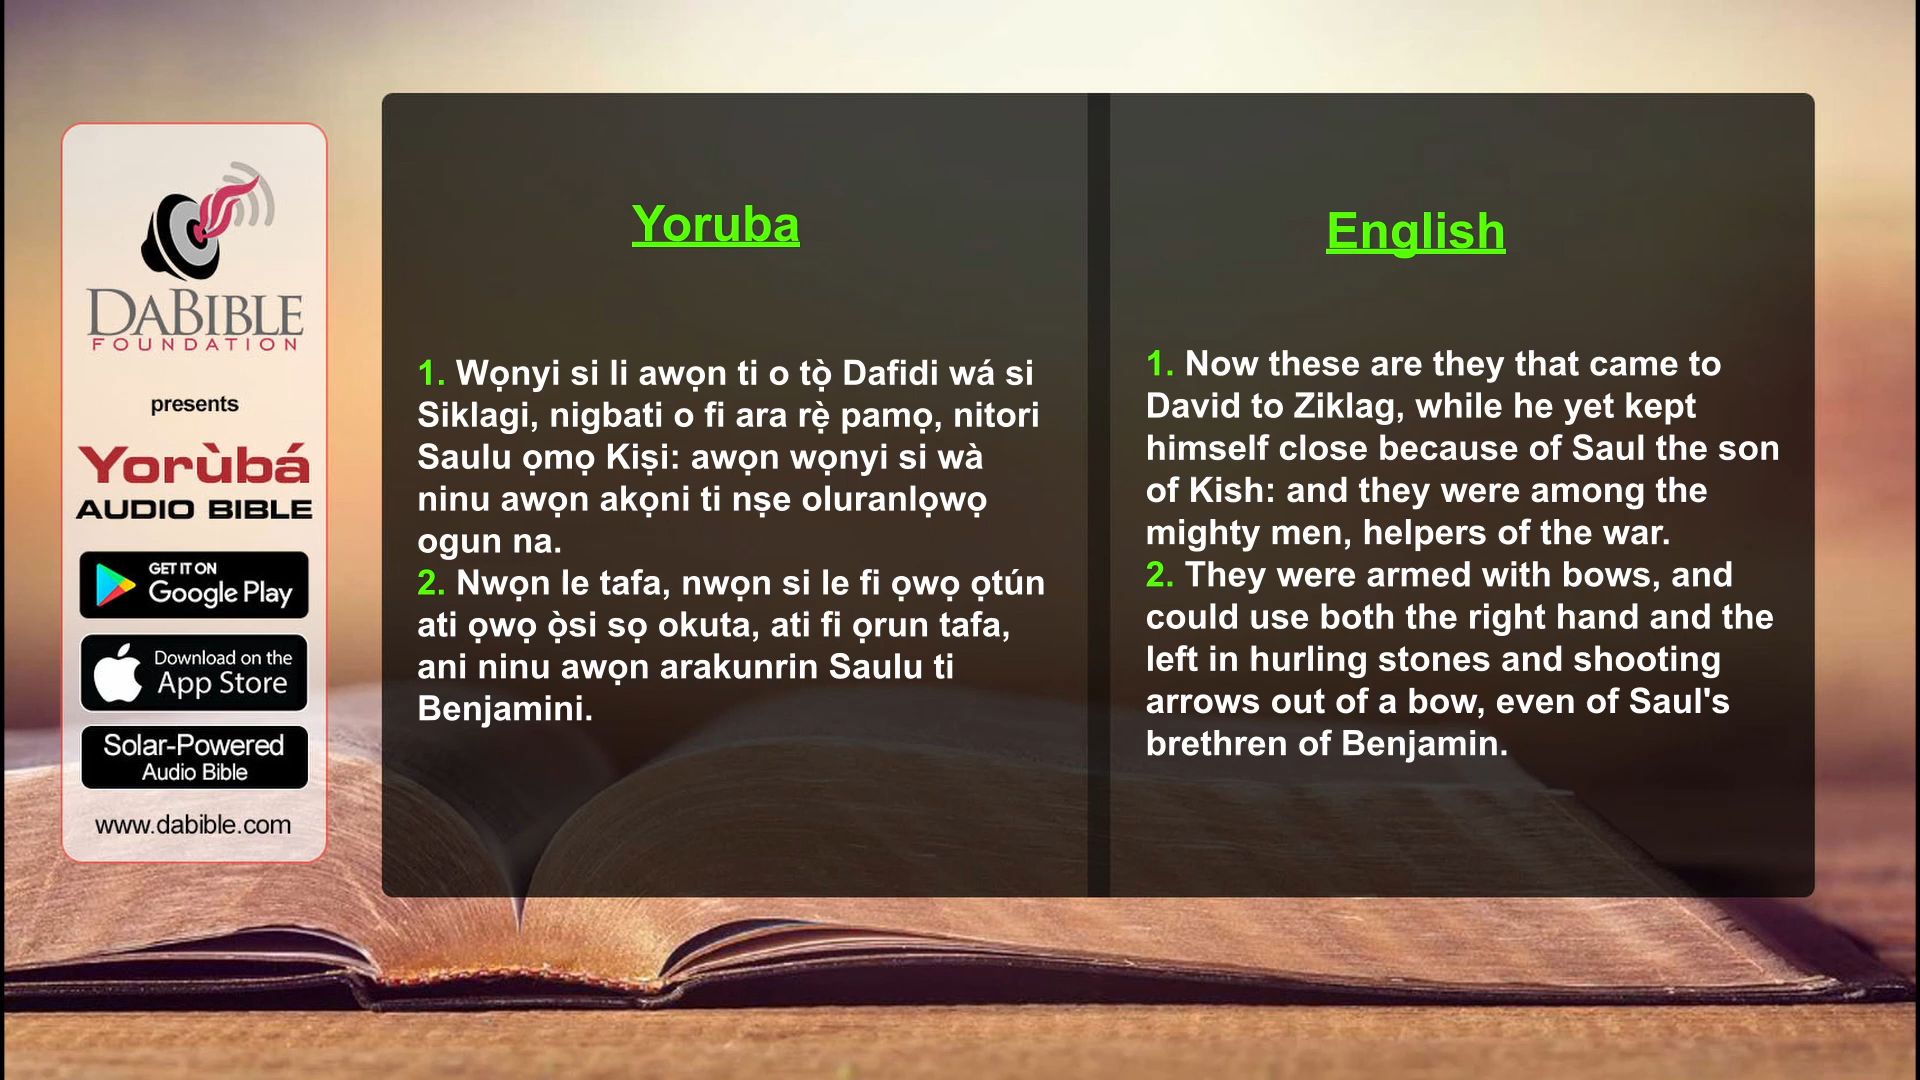 DABIBLE
FOUNDATION
presents
Yorùbá
AUDIO BIBLE
GET IT ON
Google Play
Download on the
App Store
Solar-Powered
Audio Bible
www.dabible.com
Yoruba
1. Wọnyi si li awọn ti o tọ̀ Dafidi wá si
Siklagi, nigbati o fi ara rẹ̀ pamọ, nitori
Saulu ọmọ Kiṣi: awọn wọnyi si wà
ninu awọn akọni ti nṣe oluranlọwọ
ogun na.
2. Nwọn le tafa, nwọn si le fi ọwọ ọtún
ati ọwọ ọ̀si sọ okuta, ati fi ọrun tafa,
ani ninu awọn arakunrin Saulu ti
Benjamini.
English
1. Now these are they that came to
David to Ziklag, while he yet kept
himself close because of Saul the son
of Kish: and they were among the
mighty men, helpers of the war.
2. They were armed with bows, and
could use both the right hand and the
left in hurling stones and shooting
arrows out of a bow, even of Saul's
brethren of Benjamin.